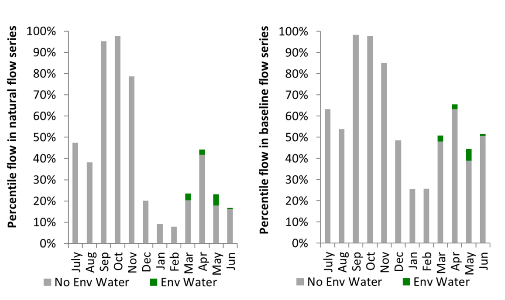 Percentile flow in natural flow series
100%
90%
80%
70%
60%
50%
40%
30%
20%
10%
0%
July
Aug
Sep
Oct
Nov
Dec
Jan
Feb
Mar
Apr
May
Jun
No Env Water
Env Water
Percentile flow in baseline flow series
100%
90%
80%
70%
60%
50%
40%
30%
20%
10%
0%
July
Aug
Sep
Oct
Nov
Dec
Jan
Feb
Mar
Apr
May
Jun
No Env Water
Env Water